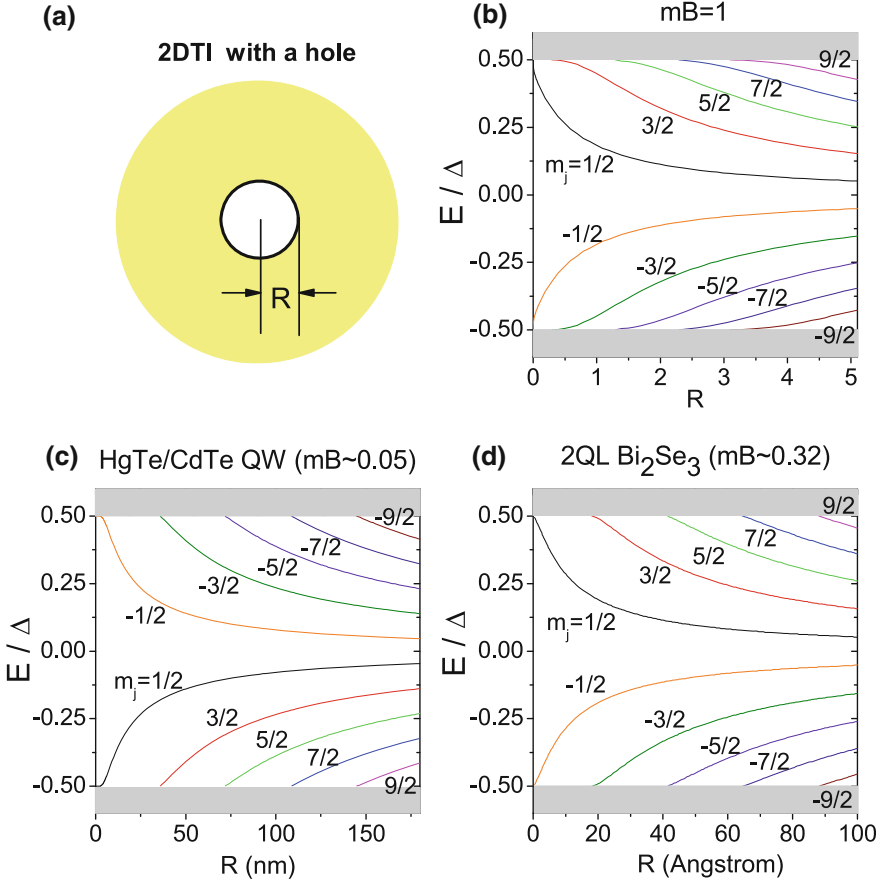 (a)
2DTI with a hole
R
(b)
mB=1
E / Δ
0.50
0.25
0.00
-0.25
-0.50
9/2
7/2
5/2
3/2
m_j=1/2
-1/2
-3/2
-5/2
-7/2
-9/2
0 1 2 3 4 5
R
(c)
HgTe/CdTe QW (mB~0.05)
E / Δ
0.50
0.25
0.00
-0.25
-0.50
-9/2
-7/2
-5/2
-3/2
-1/2
m_j=1/2
3/2
5/2
7/2
9/2
0 50 100 150
R (nm)
(d)
2QL Bi₂Se₃ (mB~0.32)
E / Δ
0.50
0.25
0.00
-0.25
-0.50
9/2
7/2
5/2
3/2
m_j=1/2
-1/2
-3/2
-5/2
-7/2
-9/2
0 20 40 60 80 100
R (Angstrom)